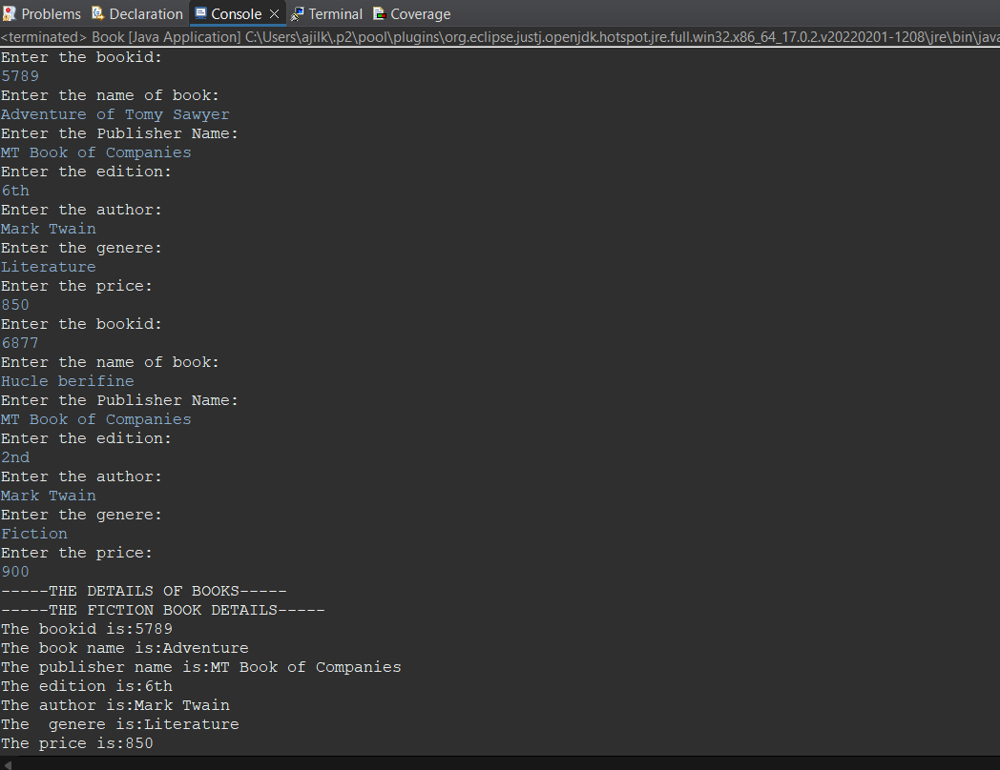 Problems Declaration Console Terminal Coverage
<terminated> Book [Java Application] C:\Users\ajilk\.p2\pool\plugins\org.eclipse.justj.openjdk.hotspot.jre.full.win32.x86_64_17.0.2.v20220201-1208\jre\bin\java
Enter the bookid:
5789
Enter the name of book:
Adventure of Tomy Sawyer
Enter the Publisher Name:
MT Book of Companies
Enter the edition:
6th
Enter the author:
Mark Twain
Enter the genere:
Literature
Enter the price:
850
Enter the bookid:
6877
Enter the name of book:
Hucle berifine
Enter the Publisher Name:
MT Book of Companies
Enter the edition:
2nd
Enter the author:
Mark Twain
Enter the genere:
Fiction
Enter the price:
900
-----THE DETAILS OF BOOKS-----
-----THE FICTION BOOK DETAILS-----
The bookid is:5789
The book name is:Adventure
The publisher name is:MT Book of Companies
The edition is:6th
The author is:Mark Twain
The  genere is:Literature
The price is:850